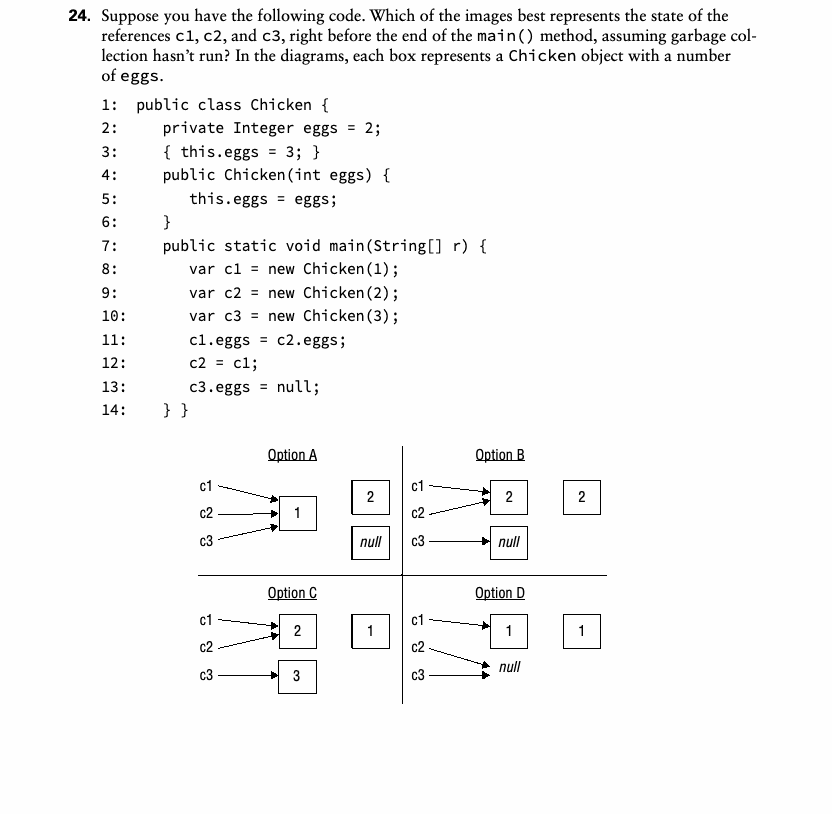 24. Suppose you have the following code. Which of the images best represents the state of the
references c1, c2, and c3, right before the end of the main() method, assuming garbage col-
lection hasn't run? In the diagrams, each box represents a Chicken object with a number
of eggs.
1: public class Chicken {
2: private Integer eggs = 2;
3: { this.eggs = 3; }
4: public Chicken(int eggs) {
5: this.eggs = eggs;
6: }
7: public static void main(String[] r) {
8: var c1 = new Chicken(1);
9: var c2 = new Chicken(2);
10: var c3 = new Chicken(3);
11: c1.eggs = c2.eggs;
12: c2 = c1;
13: c3.eggs = null;
14: } }
Option A
c1
c2
c3
1
2
null
Option B
c1
c2
c3
2
null
2
Option C
c1
c2
c3
2
3
1
Option D
c1
c2
c3
1
null
1